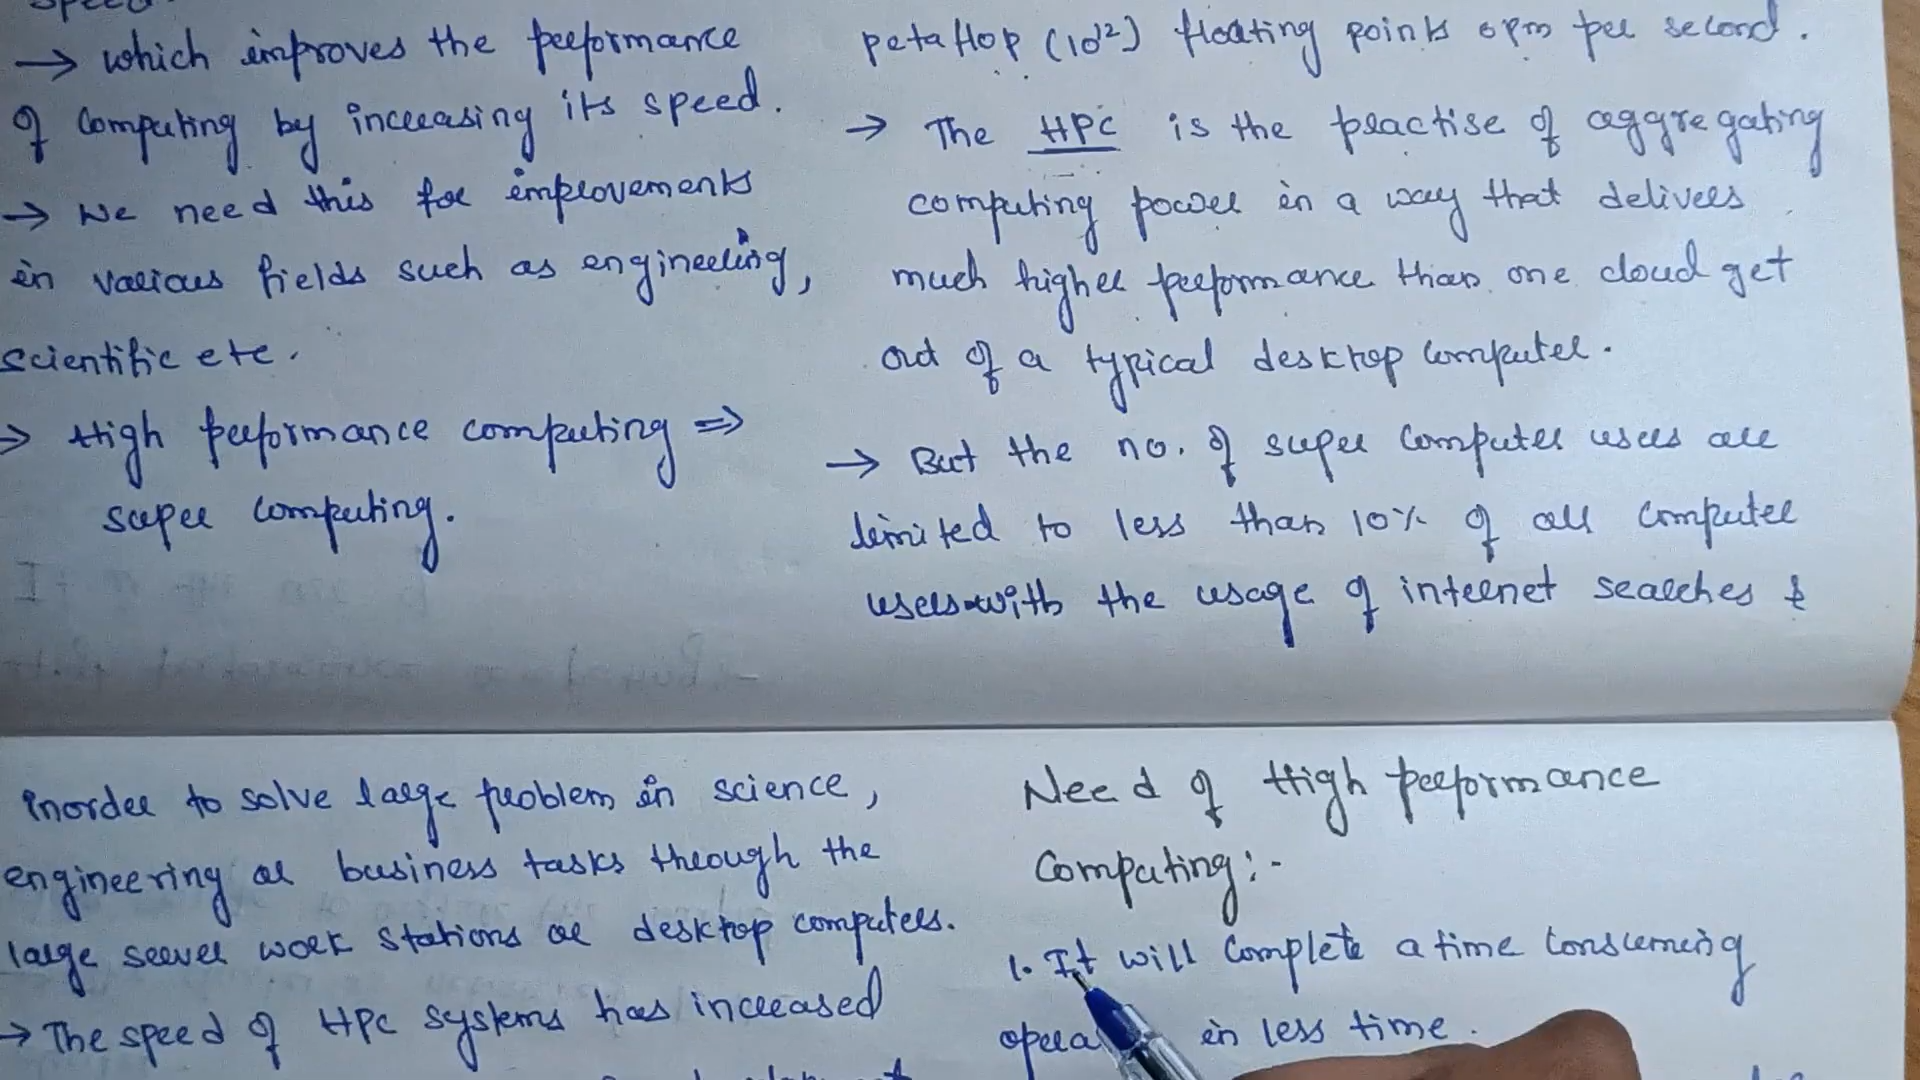 speed.
→ which improves the performance
of computing by increasing its speed.
→ We need this for improvements
in various fields such as engineering,
scientific etc.
→ High performance computing ⇒
super computing.
petaflop (10¹²) floating points opm per second.
→ The HPC is the practise of aggregating
computing power in a way that delivers
much higher performance than one cloud get
out of a typical desktop computer.
→ But the no. of super computer users are
limited to less than 10% of all computer
users with the usage of internet searches &
inorder to solve large problem in science,
engineering or business tasks through the
large server work stations or desktop computers.
→ The speed of HPC systems has increased
Need of High performance
Computing:-
1. It will complete a time consuming
opera in less time.